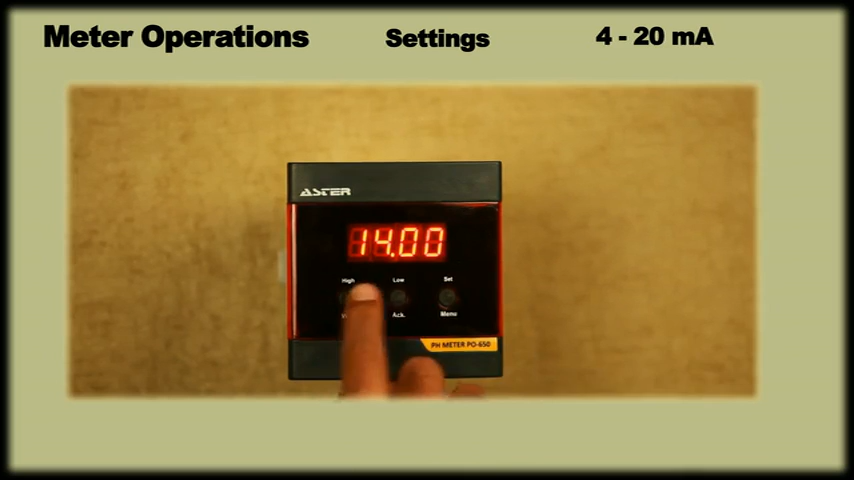 Meter Operations Settings 4 - 20 mA
ASTER
14.00
High Low Set
Ack. Menu
PH METER PO-650